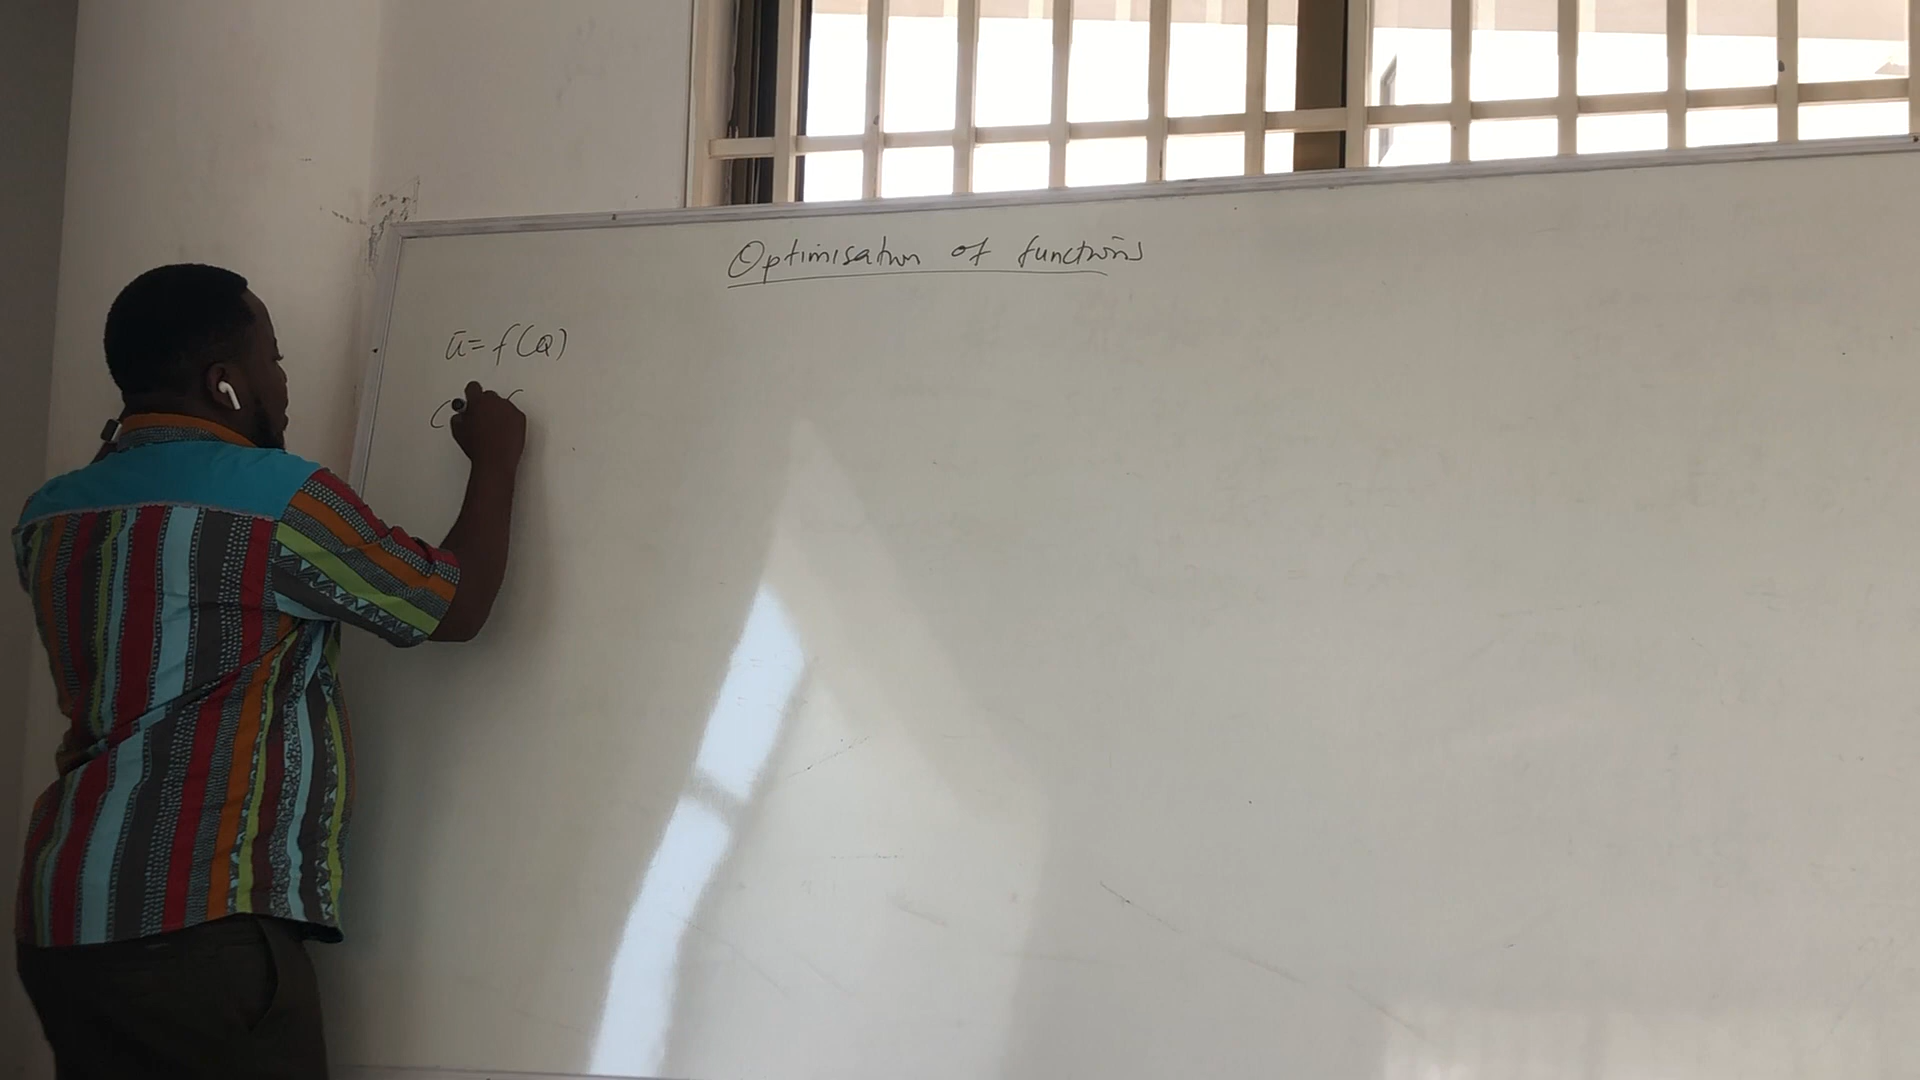 Optimisation of functions
ū = f(Q)
C